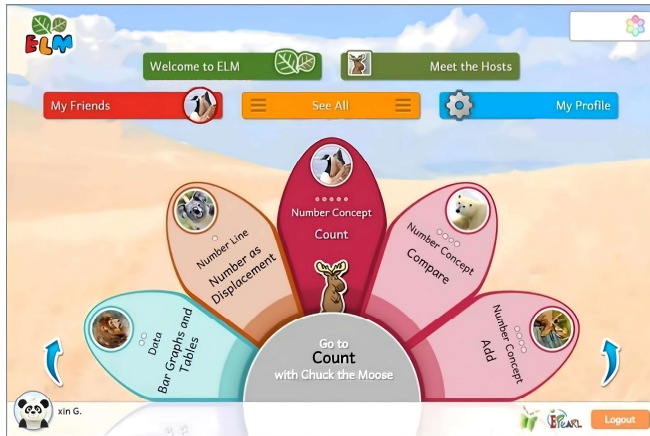 ELM
Welcome to ELM
Meet the Hosts
My Friends
See All
My Profile
Number Concept
Count
Number Line
Number as
Displacement
Number Concept
Compare
Data
Bar Graphs and
Tables
Number Concept
Add
Go to
Count
with Chuck the Moose
xin G.
EPEARL
Logout